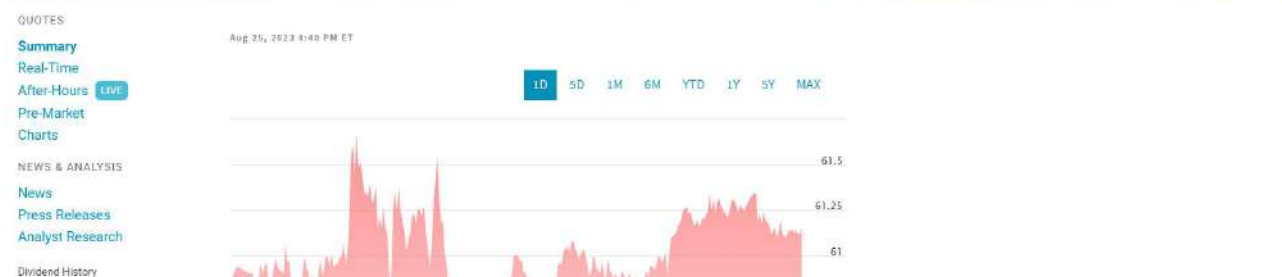 QUOTES
Summary
Real-Time
After-Hours LIVE
Pre-Market
Charts
NEWS & ANALYSIS
News
Press Releases
Analyst Research
Dividend History
Aug 25, 2023 4:40 PM ET
1D 5D 1M 6M YTD 1Y 5Y MAX
61.5
61.25
61